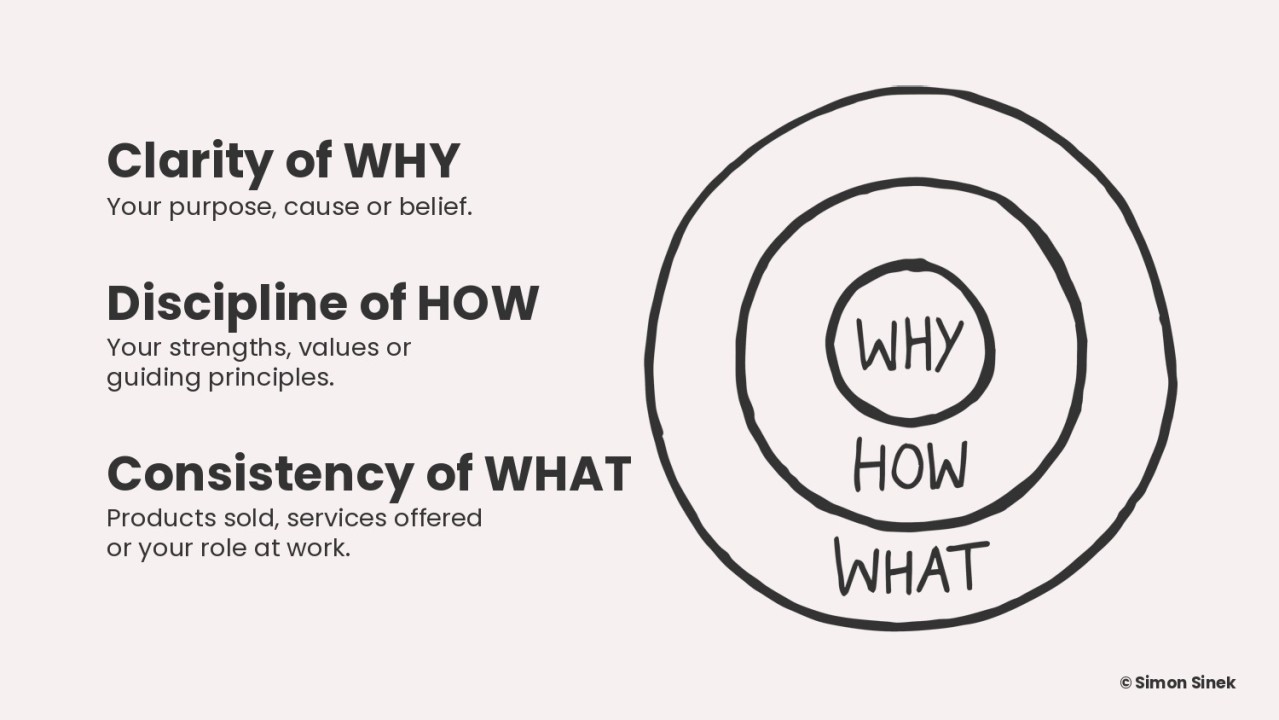 Clarity of WHY
Your purpose, cause or belief.
Discipline of HOW
Your strengths, values or
guiding principles.
Consistency of WHAT
Products sold, services offered
or your role at work.
WHY
HOW
WHAT
© Simon Sinek